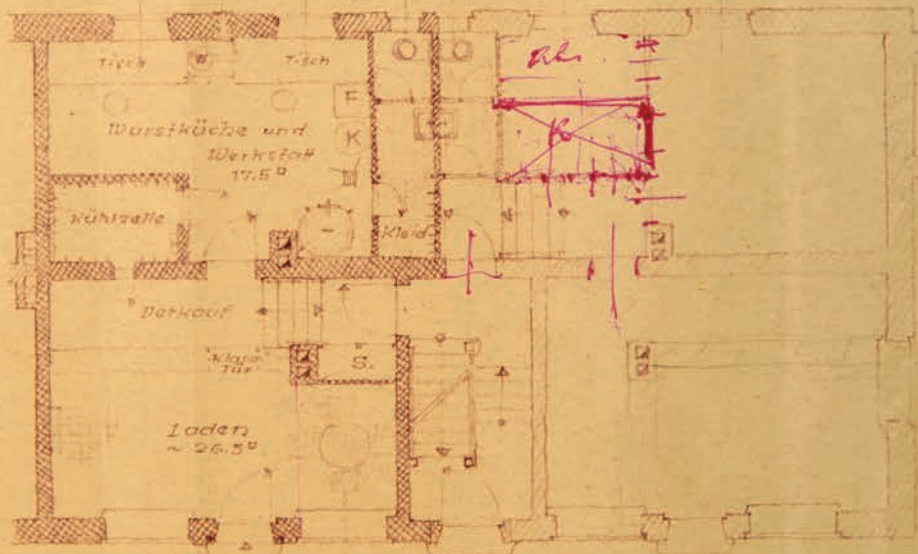 Tisch
Tisch
F
K
Wurstküche und
Werkstatt
17.5
Kühlzelle
Kleid.
Verkauf
"Klapp"
Tür
S.
Laden
~ 26.5